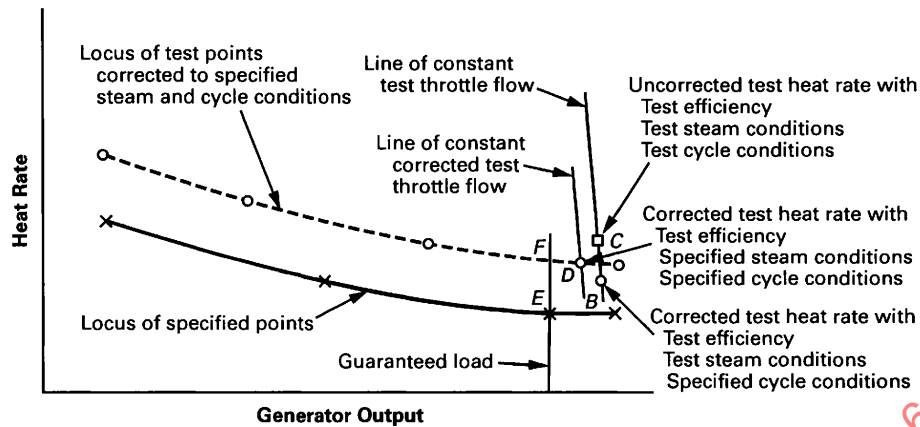 Locus of test points
corrected to specified
steam and cycle conditions
Line of constant
test throttle flow
Line of constant
corrected test
throttle flow
Uncorrected test heat rate with
Test efficiency
Test steam conditions
Test cycle conditions
Heat Rate
C
F
D
Corrected test heat rate with
Test efficiency
Specified steam conditions
Specified cycle conditions
E
B
Locus of specified points
Corrected test heat rate with
Test efficiency
Test steam conditions
Specified cycle conditions
Guaranteed load
Generator Output